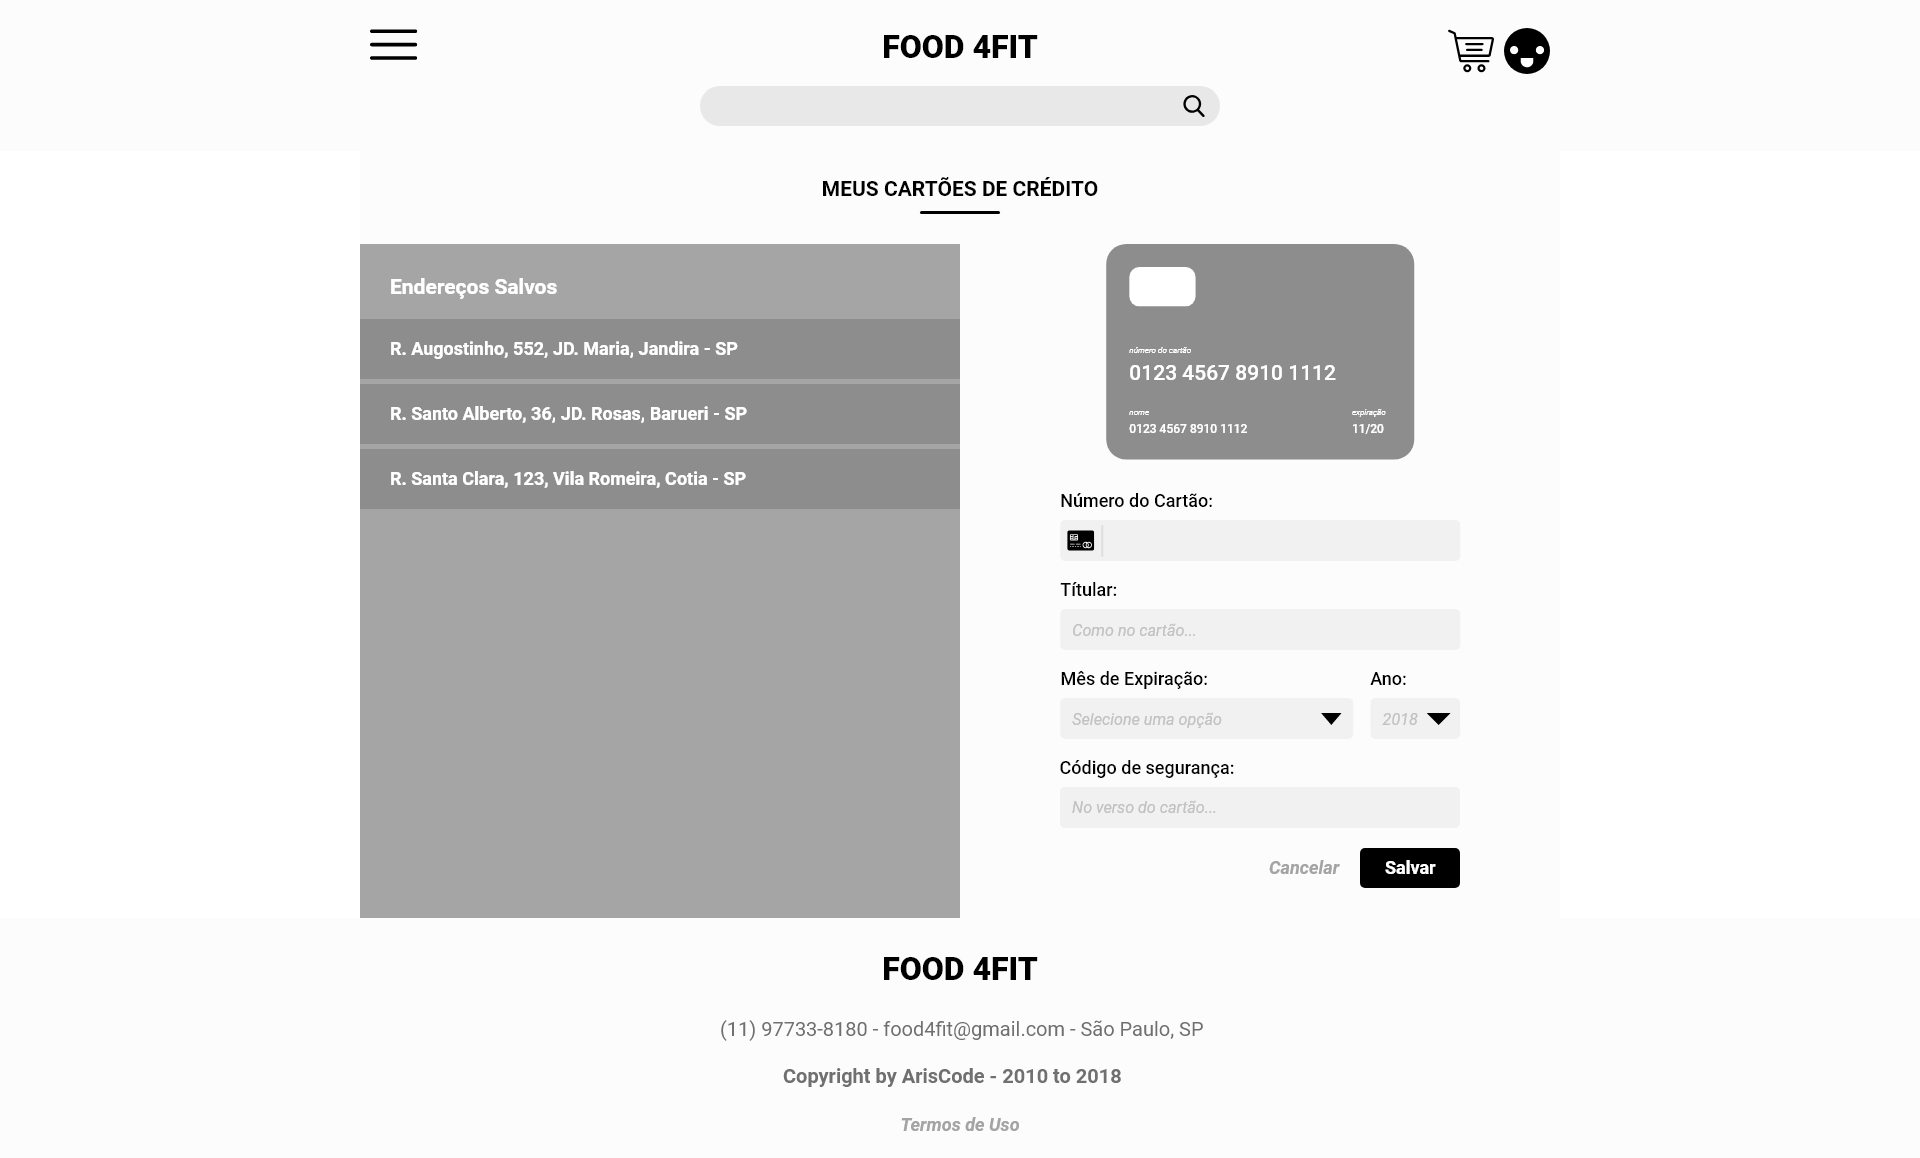 FOOD 4FIT
MEUS CARTÕES DE CRÉDITO
Endereços Salvos
R. Augostinho, 552, JD. Maria, Jandira - SP
R. Santo Alberto, 36, JD. Rosas, Barueri - SP
R. Santa Clara, 123, Vila Romeira, Cotia - SP
número do cartão
0123 4567 8910 1112
nome expiração
0123 4567 8910 1112 11/20
Número do Cartão:
Títular:
Como no cartão...
Mês de Expiração: Ano:
Selecione uma opção 2018
Código de segurança:
No verso do cartão...
Cancelar Salvar
FOOD 4FIT
(11) 97733-8180 - food4fit@gmail.com - São Paulo, SP
Copyright by ArisCode - 2010 to 2018
Termos de Uso